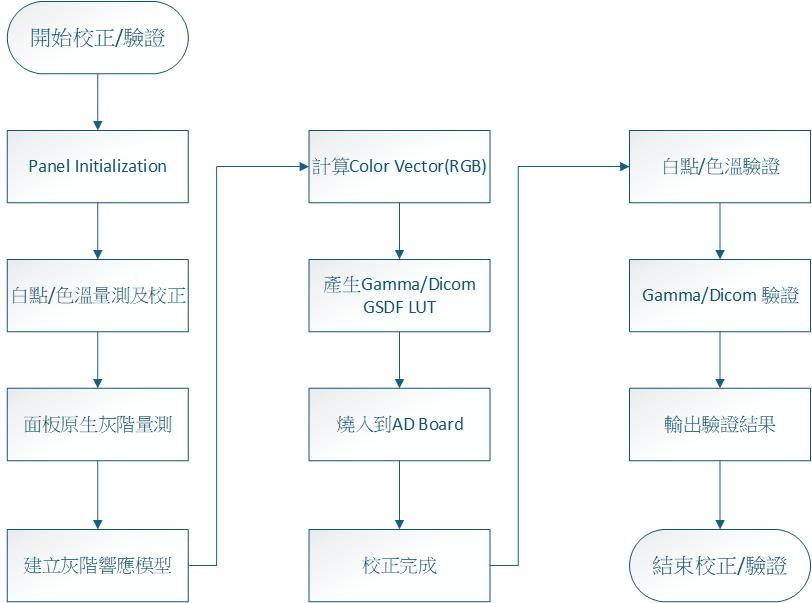 開始校正/驗證
Panel Initialization
白點/色溫量測及校正
面板原生灰階量測
建立灰階響應模型
計算Color Vector(RGB)
產生Gamma/Dicom
GSDF LUT
燒入到AD Board
校正完成
白點/色溫驗證
Gamma/Dicom 驗證
輸出驗證結果
結束校正/驗證